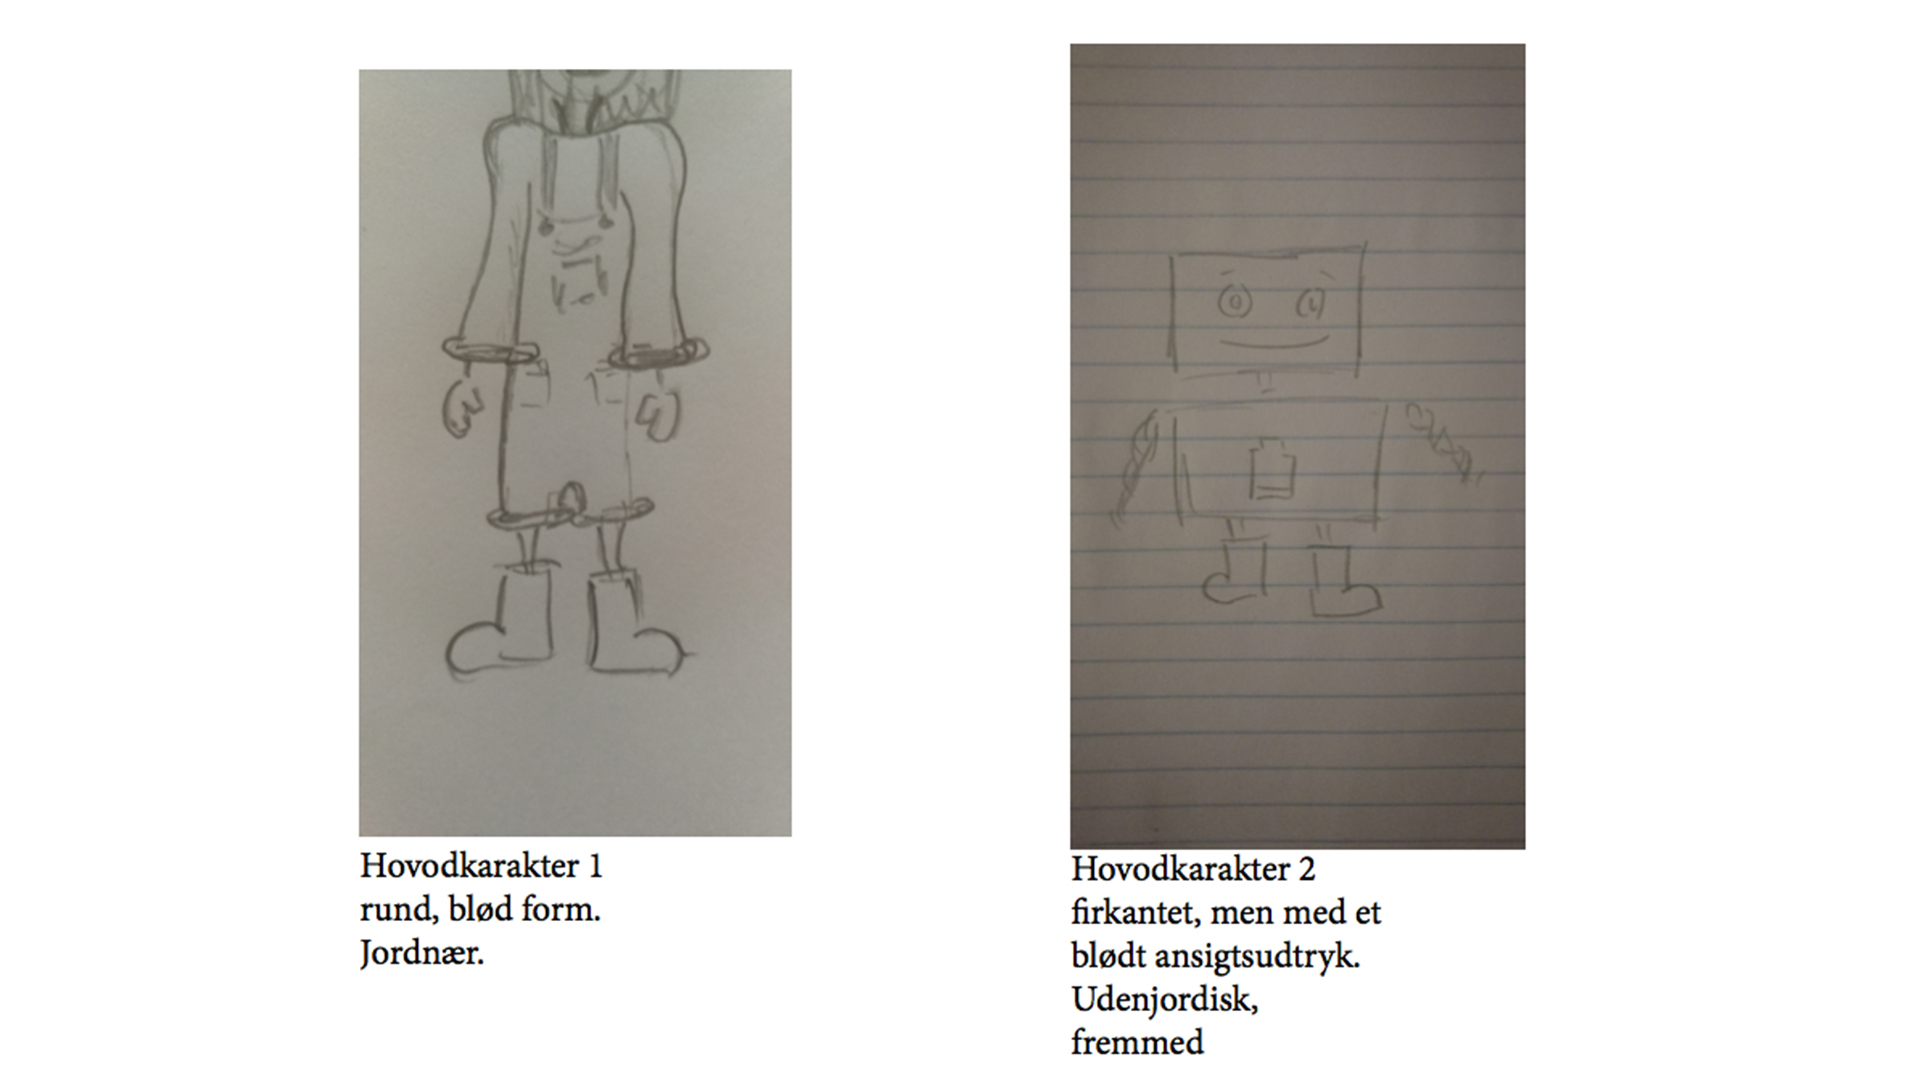 Hovodkarakter 1
rund, blød form.
Jordnær.
Hovodkarakter 2
firkantet, men med et
blødt ansigtsudtryk.
Udenjordisk,
fremmed